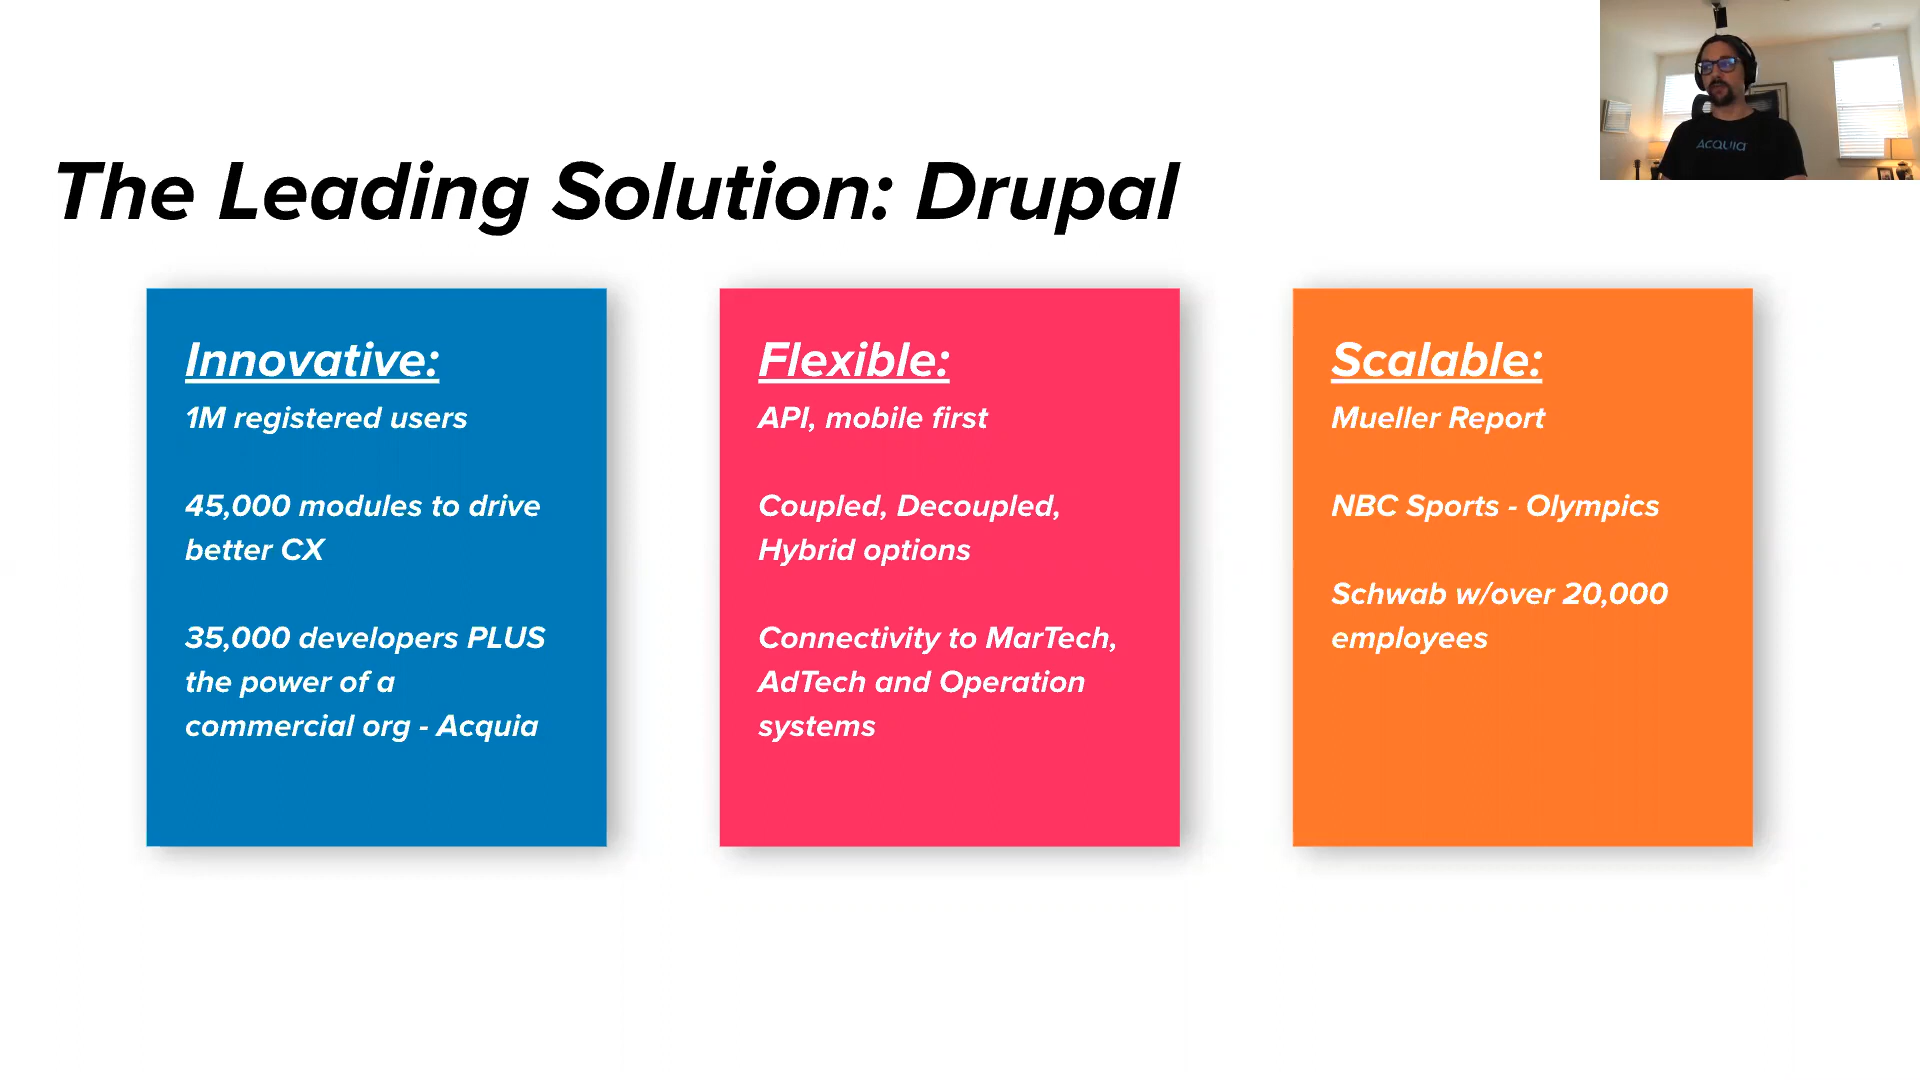 ACQUIA
The Leading Solution: Drupal
Innovative:
1M registered users
45,000 modules to drive
better CX
35,000 developers PLUS
the power of a
commercial org - Acquia
Flexible:
API, mobile first
Coupled, Decoupled,
Hybrid options
Connectivity to MarTech,
AdTech and Operation
systems
Scalable:
Mueller Report
NBC Sports - Olympics
Schwab w/over 20,000
employees